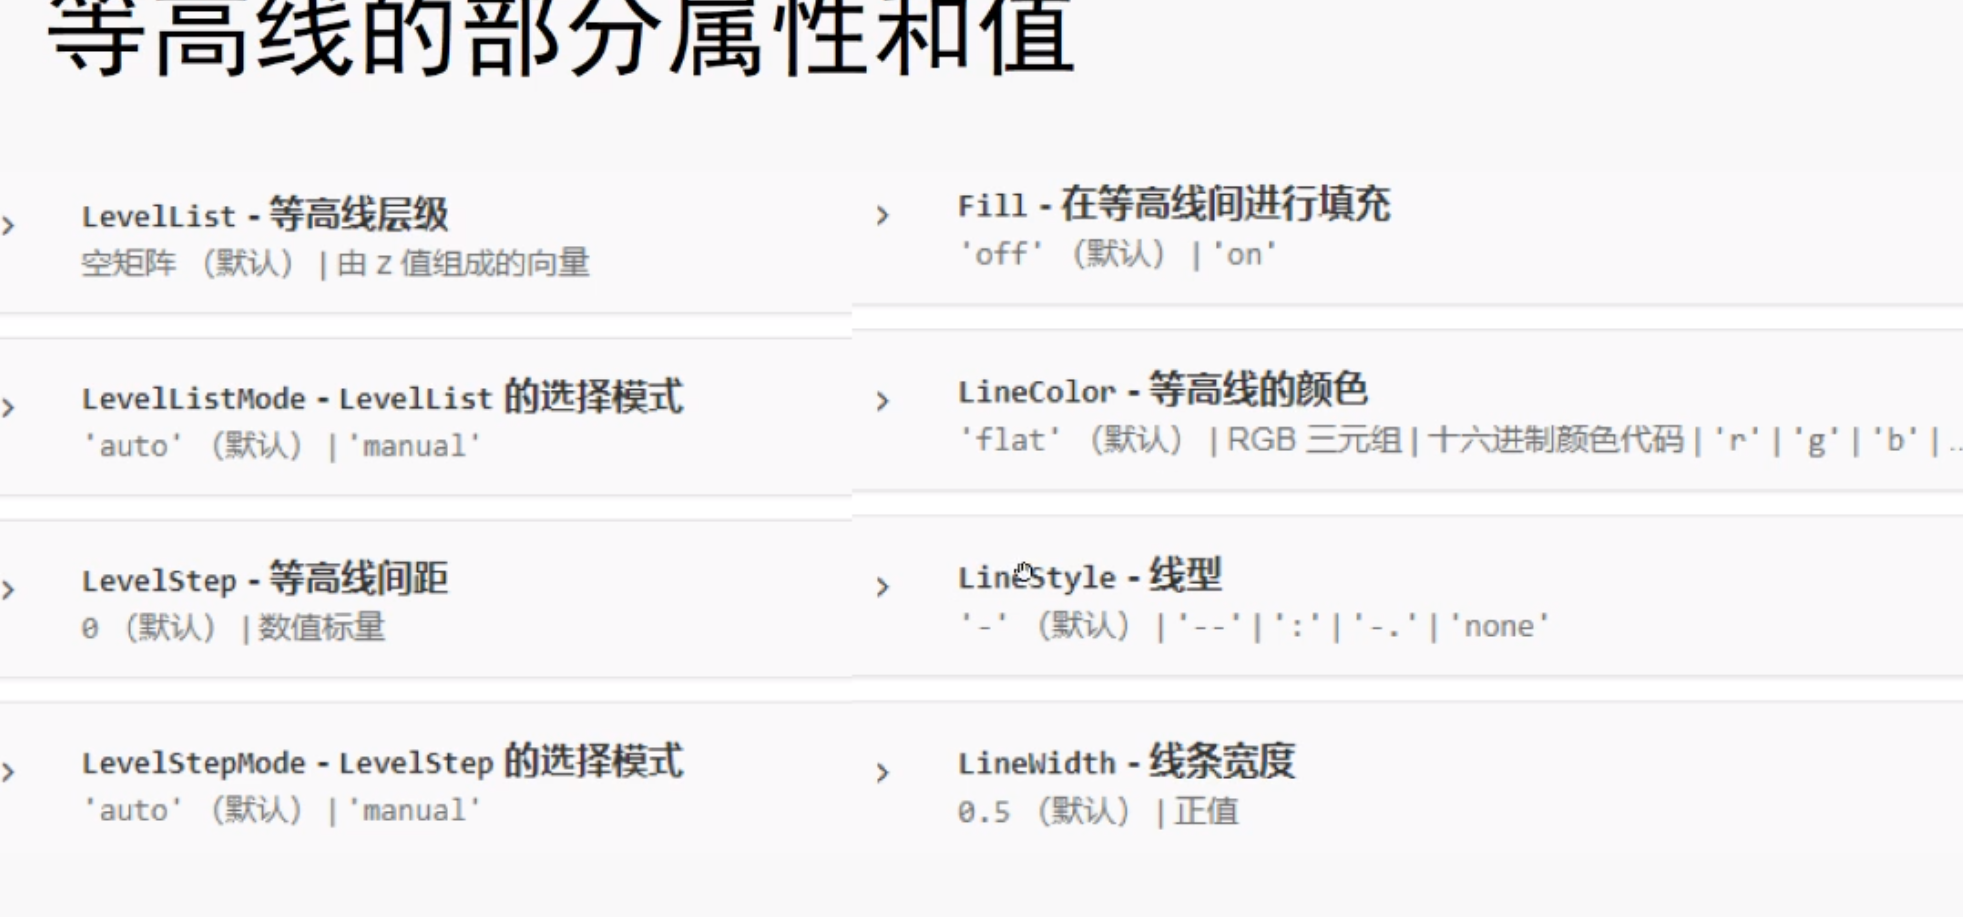 等高线的部分属性和值
LevelList - 等高线层级
空矩阵 （默认） | 由 z 值组成的向量
LevelListMode - LevelList 的选择模式
'auto' （默认） | 'manual'
LevelStep - 等高线间距
0 （默认） | 数值标量
LevelStepMode - LevelStep 的选择模式
'auto' （默认） | 'manual'
Fill - 在等高线间进行填充
'off' （默认） | 'on'
LineColor - 等高线的颜色
'flat' （默认） | RGB 三元组 | 十六进制颜色代码 | 'r' | 'g' | 'b' | ...
LineStyle - 线型
'-' （默认） | '--' | ':' | '-.' | 'none'
LineWidth - 线条宽度
0.5 （默认） | 正值